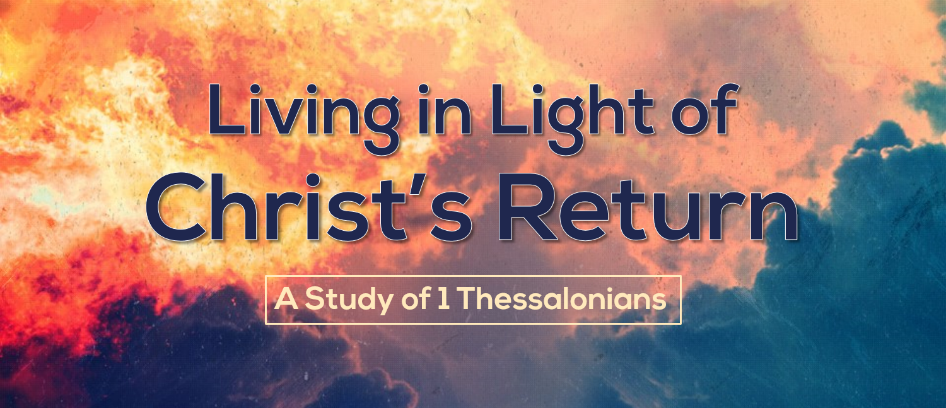 Living in Light of
Christ’s Return
A Study of 1 Thessalonians